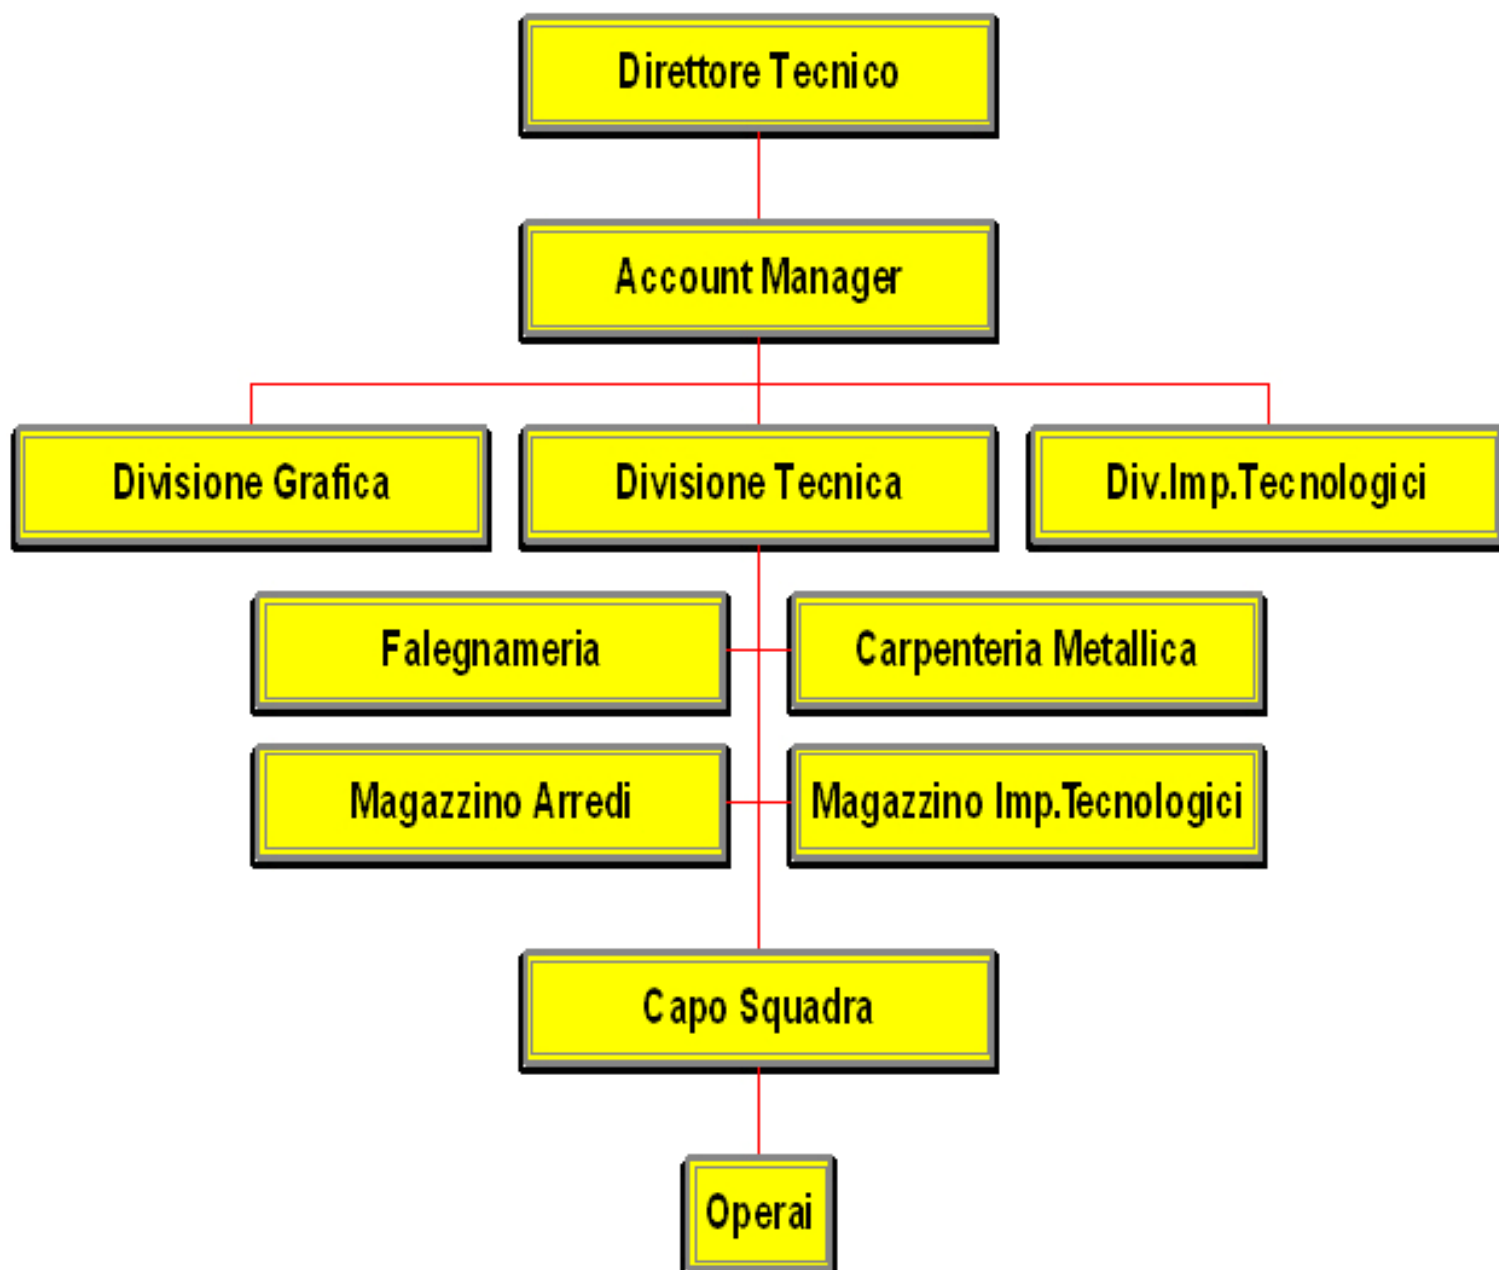 Direttore Tecnico
Account Manager
Divisione Grafica
Divisione Tecnica
Div.Imp.Tecnologici
Falegnameria
Carpenteria Metallica
Magazzino Arredi
Magazzino Imp.Tecnologici
Capo Squadra
Operai